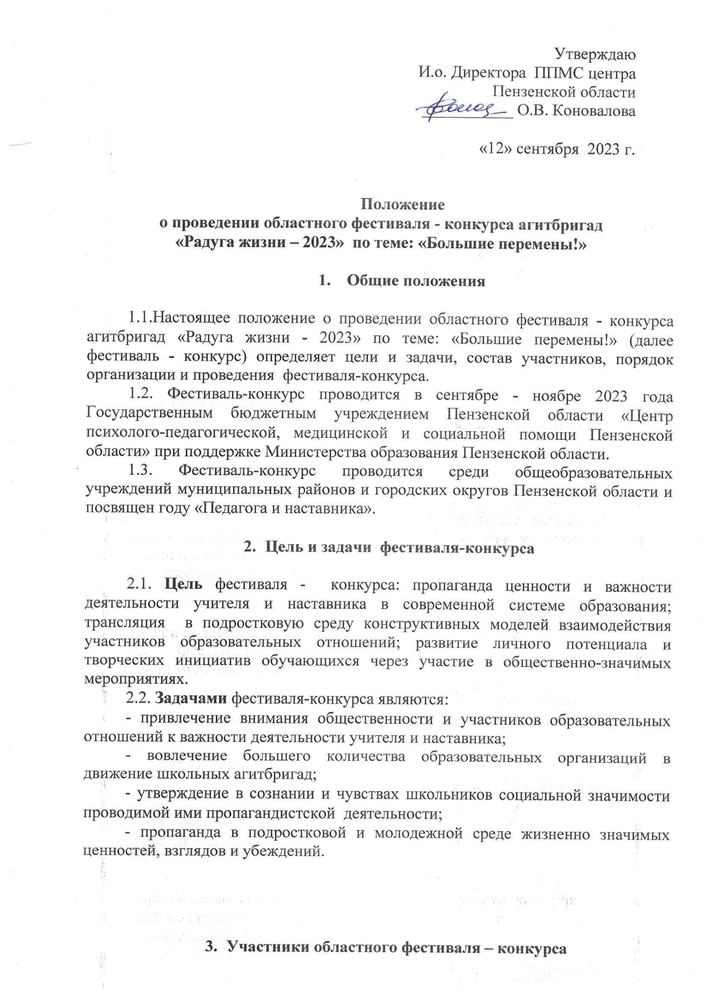 Утверждаю
И.о. Директора ППМС центра
Пензенской области
____________ О.В. Коновалова
«12» сентября 2023 г.
Положение
о проведении областного фестиваля - конкурса агитбригад
«Радуга жизни – 2023» по теме: «Большие перемены!»
1. Общие положения
1.1.Настоящее положение о проведении областного фестиваля - конкурса
агитбригад «Радуга жизни - 2023» по теме: «Большие перемены!» (далее
фестиваль - конкурс) определяет цели и задачи, состав участников, порядок
организации и проведения фестиваля-конкурса.
1.2. Фестиваль-конкурс проводится в сентябре - ноябре 2023 года
Государственным бюджетным учреждением Пензенской области «Центр
психолого-педагогической, медицинской и социальной помощи Пензенской
области» при поддержке Министерства образования Пензенской области.
1.3. Фестиваль-конкурс проводится среди общеобразовательных
учреждений муниципальных районов и городских округов Пензенской области и
посвящен году «Педагога и наставника».
2. Цель и задачи фестиваля-конкурса
2.1. Цель фестиваля - конкурса: пропаганда ценности и важности
деятельности учителя и наставника в современной системе образования;
трансляция в подростковую среду конструктивных моделей взаимодействия
участников образовательных отношений; развитие личного потенциала и
творческих инициатив обучающихся через участие в общественно-значимых
мероприятиях.
2.2. Задачами фестиваля-конкурса являются:
- привлечение внимания общественности и участников образовательных
отношений к важности деятельности учителя и наставника;
- вовлечение большего количества образовательных организаций в
движение школьных агитбригад;
- утверждение в сознании и чувствах школьников социальной значимости
проводимой ими пропагандистской деятельности;
- пропаганда в подростковой и молодежной среде жизненно значимых
ценностей, взглядов и убеждений.
3. Участники областного фестиваля – конкурса